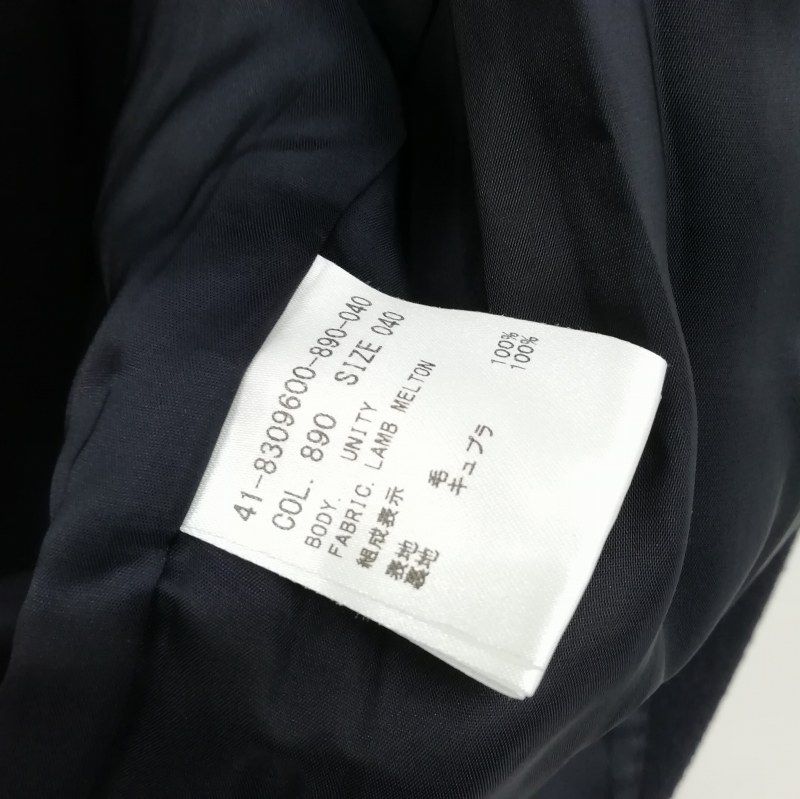 41-8309600-890-040
COL. 890 SIZE 040
BODY. UNITY
FABRIC. LAMB MELTON
組成表示
表地 毛 100%
裏地 キュプラ 100%